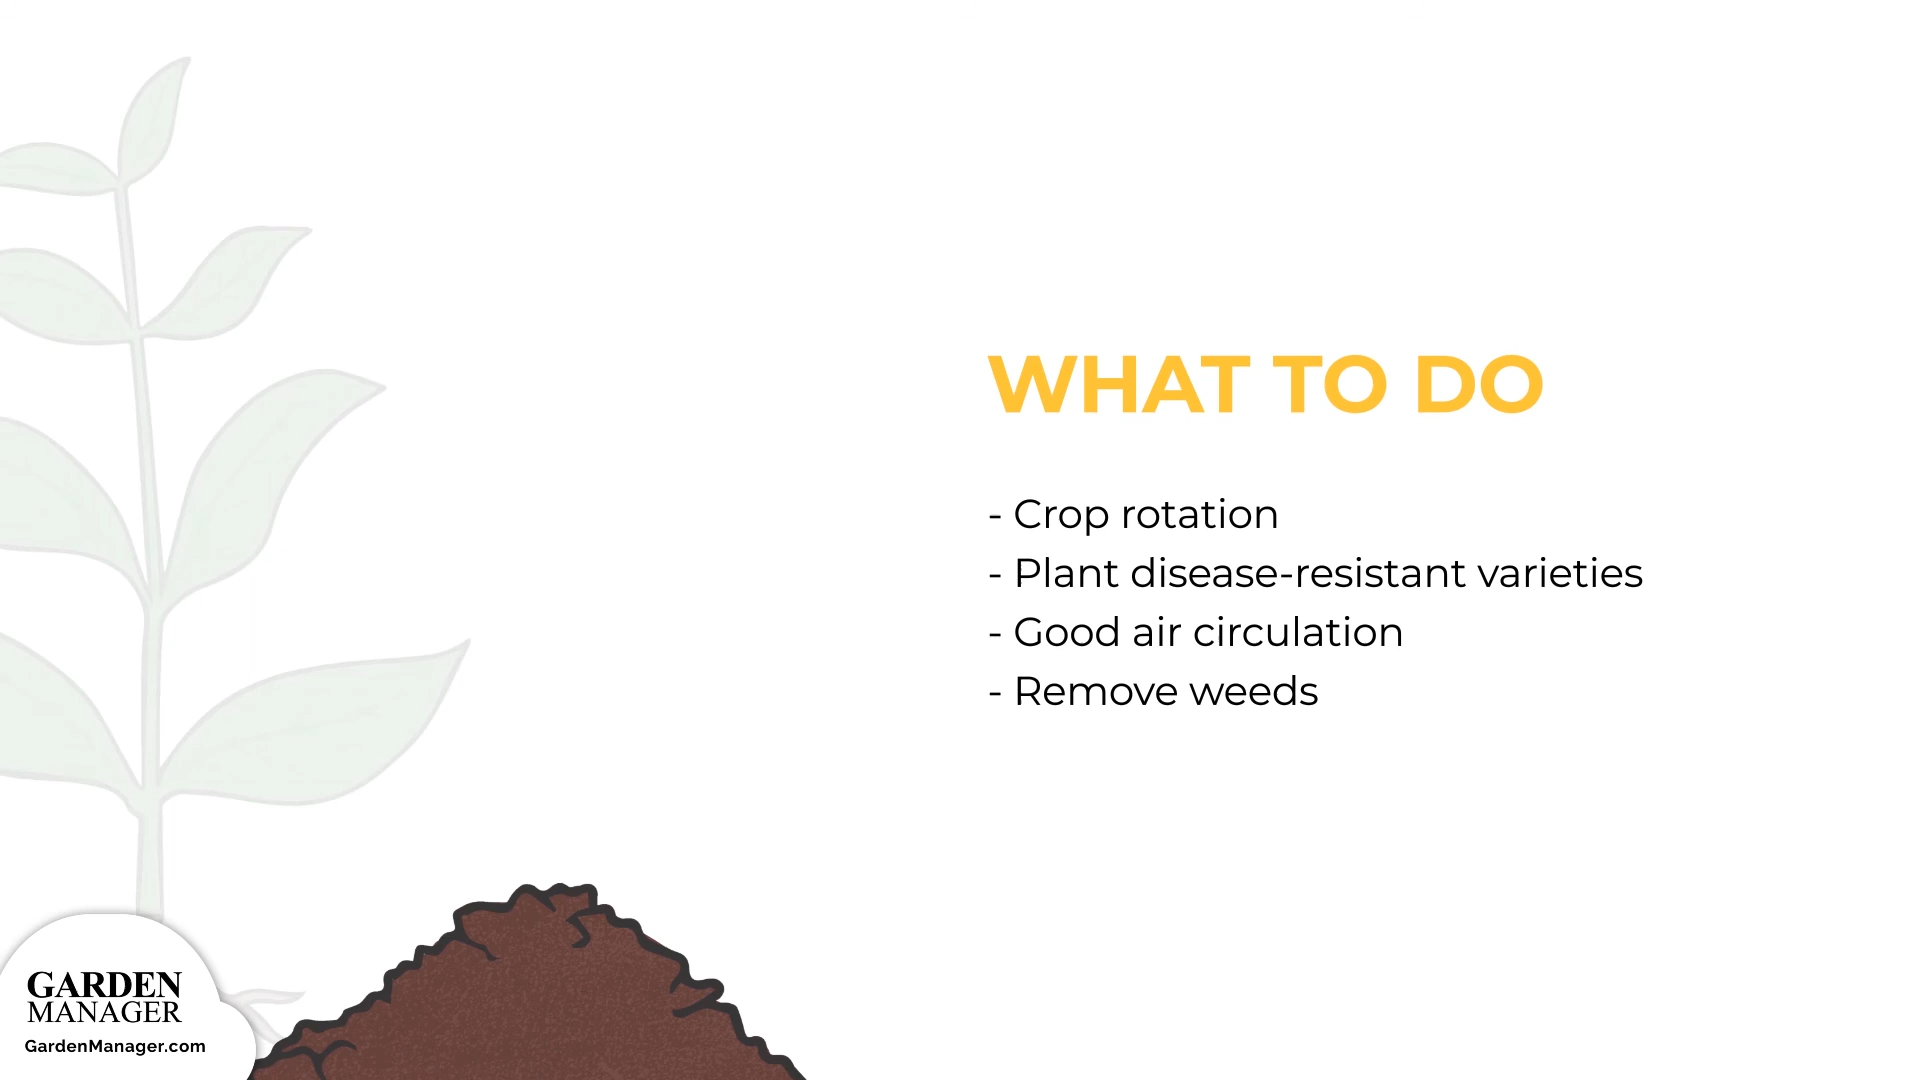 WHAT TO DO
- Crop rotation
- Plant disease-resistant varieties
- Good air circulation
- Remove weeds
GARDEN
MANAGER
GardenManager.com